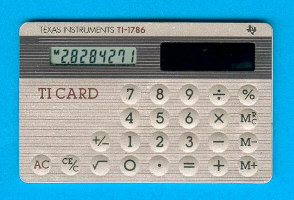 TEXAS INSTRUMENTS TI-1786
M 2.8284271
TI CARD 7 8 9 ÷ %
4 5 6 × MR/C
+/− 1 2 3 − M−
AC CE/C √ 0 · = + M+